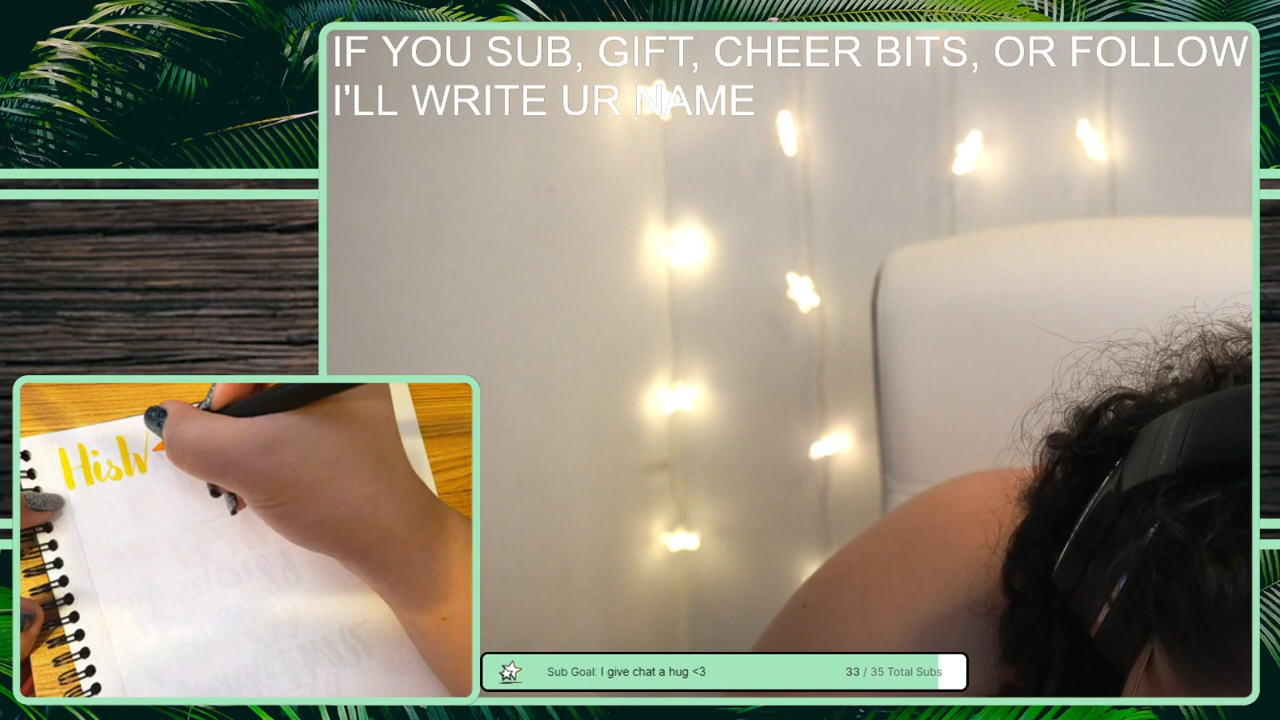 IF YOU SUB, GIFT, CHEER BITS, OR FOLLOW
I'LL WRITE UR NAME
HisW
Sub Goal: I give chat a hug <3 33 / 35 Total Subs